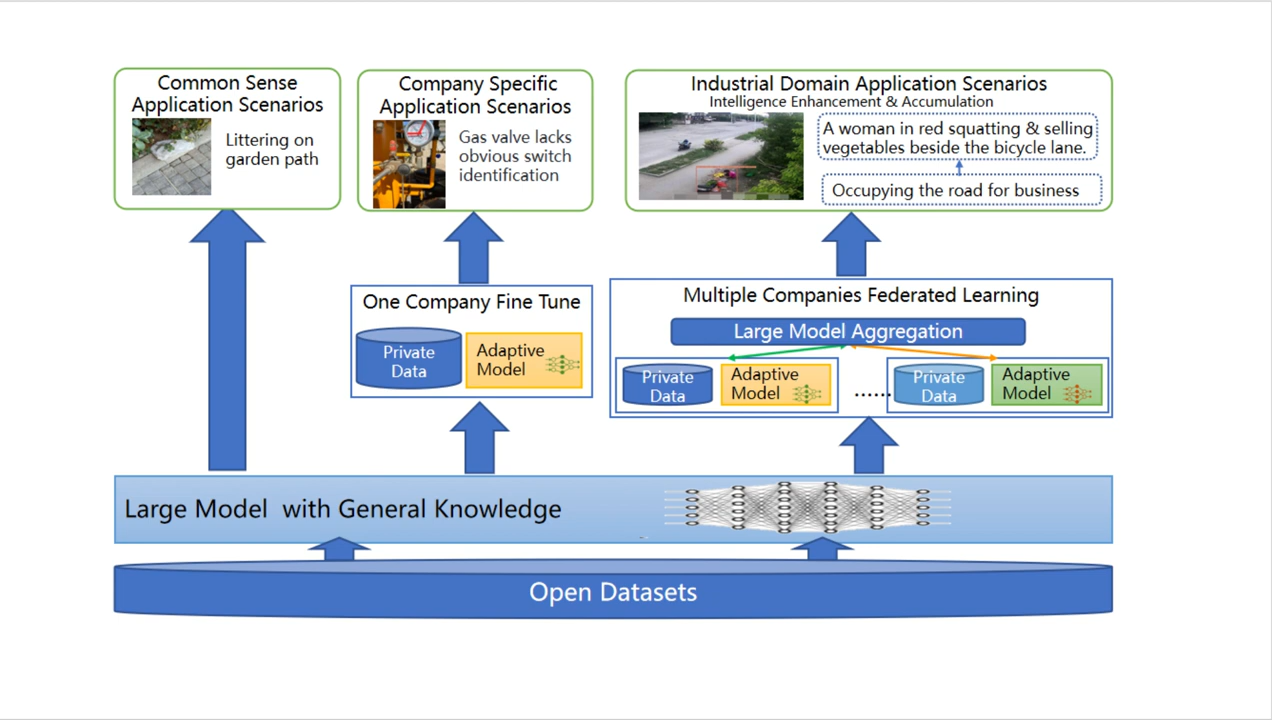 Common Sense
Application Scenarios
Littering on
garden path
Company Specific
Application Scenarios
Gas valve lacks
obvious switch
identification
Industrial Domain Application Scenarios
Intelligence Enhancement & Accumulation
A woman in red squatting & selling
vegetables beside the bicycle lane.
Occupying the road for business
One Company Fine Tune
Private
Data
Adaptive
Model
Multiple Companies Federated Learning
Large Model Aggregation
Private
Data
Adaptive
Model
......
Private
Data
Adaptive
Model
Large Model  with General Knowledge
Open Datasets